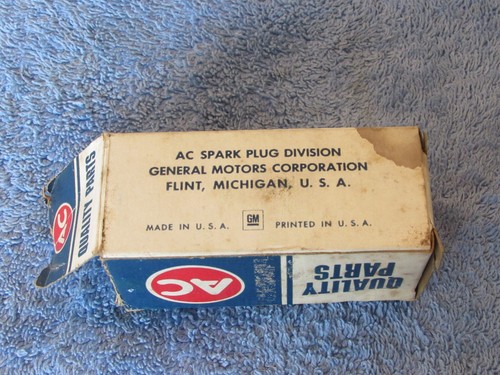 AC SPARK PLUG DIVISION
GENERAL MOTORS CORPORATION
FLINT, MICHIGAN, U. S. A.
MADE IN U. S. A.
GM
PRINTED IN U. S. A.
AC
QUALITY PARTS
AC
QUALITY
PARTS